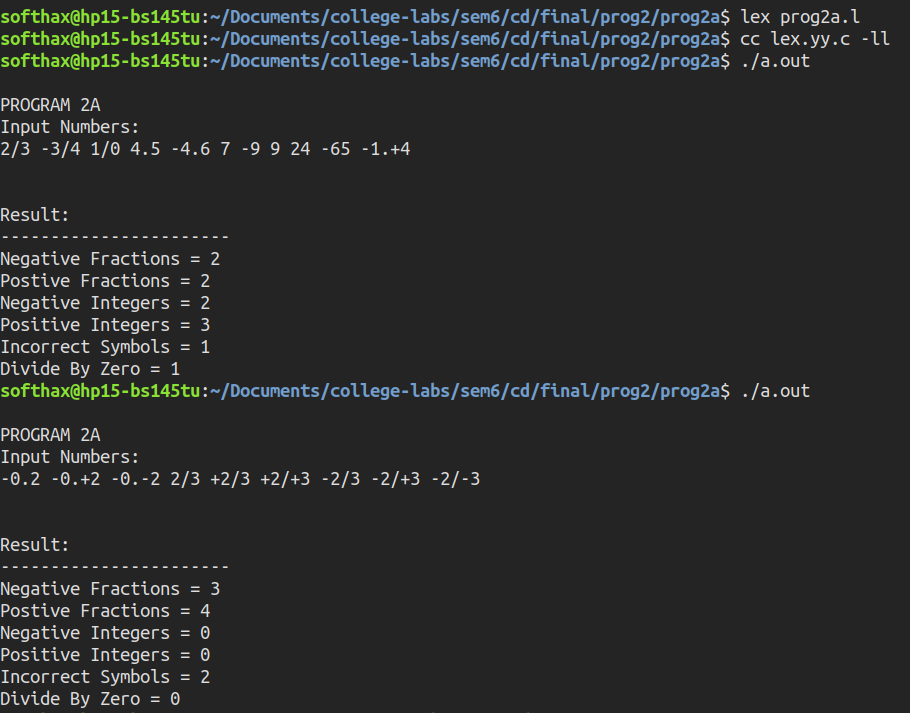 softhax@hp15-bs145tu:~/Documents/college-labs/sem6/cd/final/prog2/prog2a$ lex prog2a.l
softhax@hp15-bs145tu:~/Documents/college-labs/sem6/cd/final/prog2/prog2a$ cc lex.yy.c -ll
softhax@hp15-bs145tu:~/Documents/college-labs/sem6/cd/final/prog2/prog2a$ ./a.out
PROGRAM 2A
Input Numbers:
2/3 -3/4 1/0 4.5 -4.6 7 -9 9 24 -65 -1.+4
Result:
-----------------------
Negative Fractions = 2
Postive Fractions = 2
Negative Integers = 2
Positive Integers = 3
Incorrect Symbols = 1
Divide By Zero = 1
softhax@hp15-bs145tu:~/Documents/college-labs/sem6/cd/final/prog2/prog2a$ ./a.out
PROGRAM 2A
Input Numbers:
-0.2 -0.+2 -0.-2 2/3 +2/3 +2/+3 -2/3 -2/+3 -2/-3
Result:
-----------------------
Negative Fractions = 3
Postive Fractions = 4
Negative Integers = 0
Positive Integers = 0
Incorrect Symbols = 2
Divide By Zero = 0